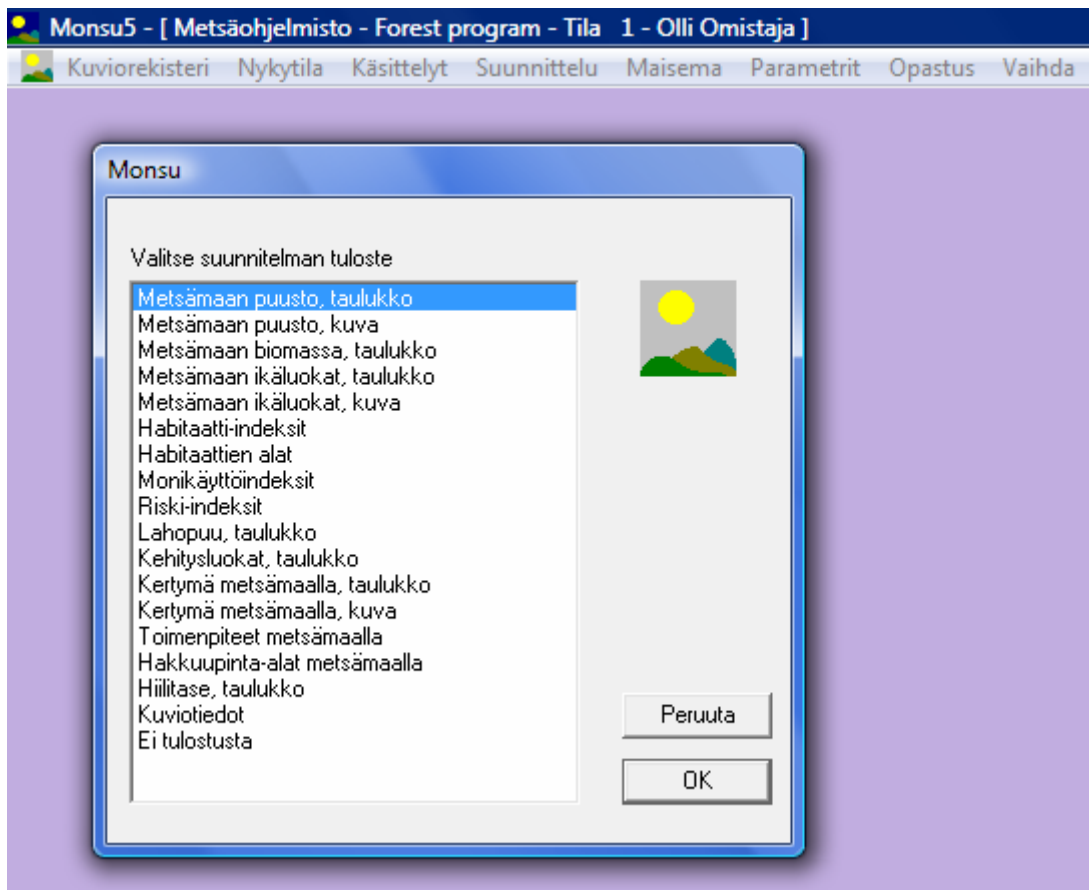 Monsu5 - [ Metsäohjelmisto - Forest program - Tila 1 - Olli Omistaja ]
Kuviorekisteri Nykytila Käsittelyt Suunnittelu Maisema Parametrit Opastus Vaihda
Monsu
Valitse suunnitelman tuloste
Metsämaan puusto, taulukko
Metsämaan puusto, kuva
Metsämaan biomassa, taulukko
Metsämaan ikäluokat, taulukko
Metsämaan ikäluokat, kuva
Habitaatti-indeksit
Habitaattien alat
Monikäyttöindeksit
Riski-indeksit
Lahopuu, taulukko
Kehitysluokat, taulukko
Kertymä metsämaalla, taulukko
Kertymä metsämaalla, kuva
Toimenpiteet metsämaalla
Hakkuupinta-alat metsämaalla
Hiilitase, taulukko
Kuviotiedot
Ei tulostusta
Peruuta
OK